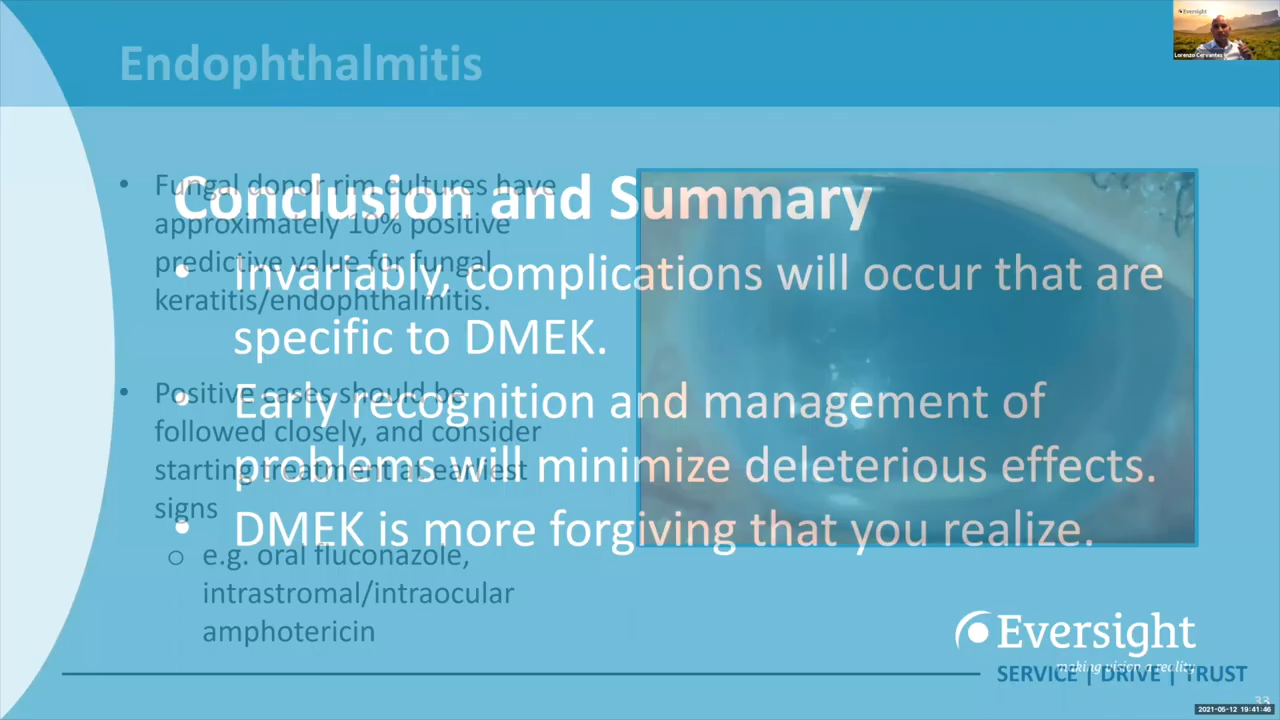 Endophthalmitis
• Fungal donor rim cultures have
approximately 10% positive
predictive value for fungal
keratitis/endophthalmitis.
• Positive cases should be
followed closely, and consider
starting treatment at earliest
signs
o e.g. oral fluconazole,
intrastromal/intraocular
amphotericin
Conclusion and Summary
• Invariably, complications will occur that are
specific to DMEK.
• Early recognition and management of
problems will minimize deleterious effects.
• DMEK is more forgiving that you realize.
Eversight
making vision a reality
SERVICE | DRIVE | TRUST
33
Eversight
Lorenzo Cervantes
2021-05-12 19:41:46